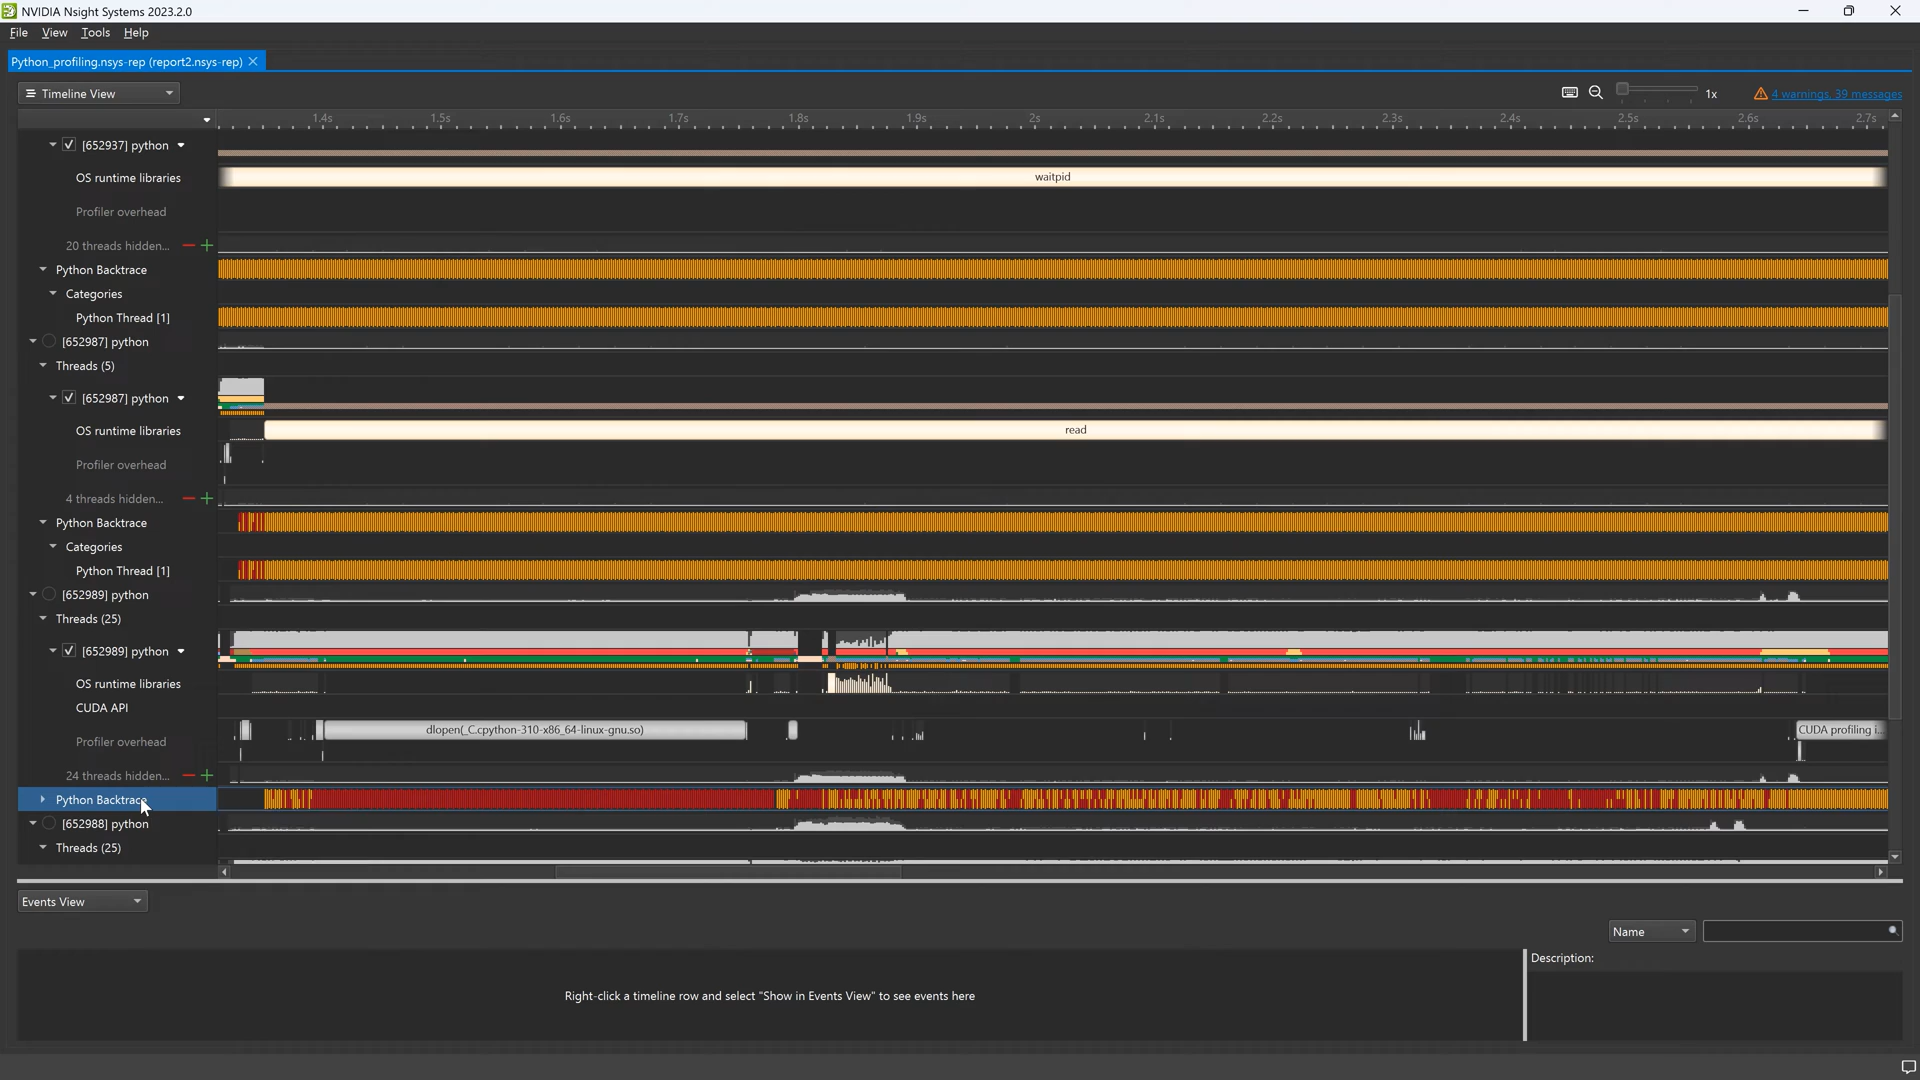 NVIDIA Nsight Systems 2023.2.0
File View Tools Help
Python_profiling.nsys-rep (report2.nsys-rep)
Timeline View
1x
4 warnings, 39 messages
1.4s 1.5s 1.6s 1.7s 1.8s 1.9s 2s 2.1s 2.2s 2.3s 2.4s 2.5s 2.6s 2.7s
[652937] python
OS runtime libraries
waitpid
Profiler overhead
20 threads hidden...
Python Backtrace
Categories
Python Thread [1]
[652987] python
Threads (5)
[652987] python
OS runtime libraries
read
Profiler overhead
4 threads hidden...
Python Backtrace
Categories
Python Thread [1]
[652989] python
Threads (25)
[652989] python
OS runtime libraries
CUDA API
dlopen(_C.cpython-310-x86_64-linux-gnu.so)
CUDA profiling i...
Profiler overhead
24 threads hidden...
Python Backtrace
[652988] python
Threads (25)
Events View
Name
Description:
Right-click a timeline row and select "Show in Events View" to see events here